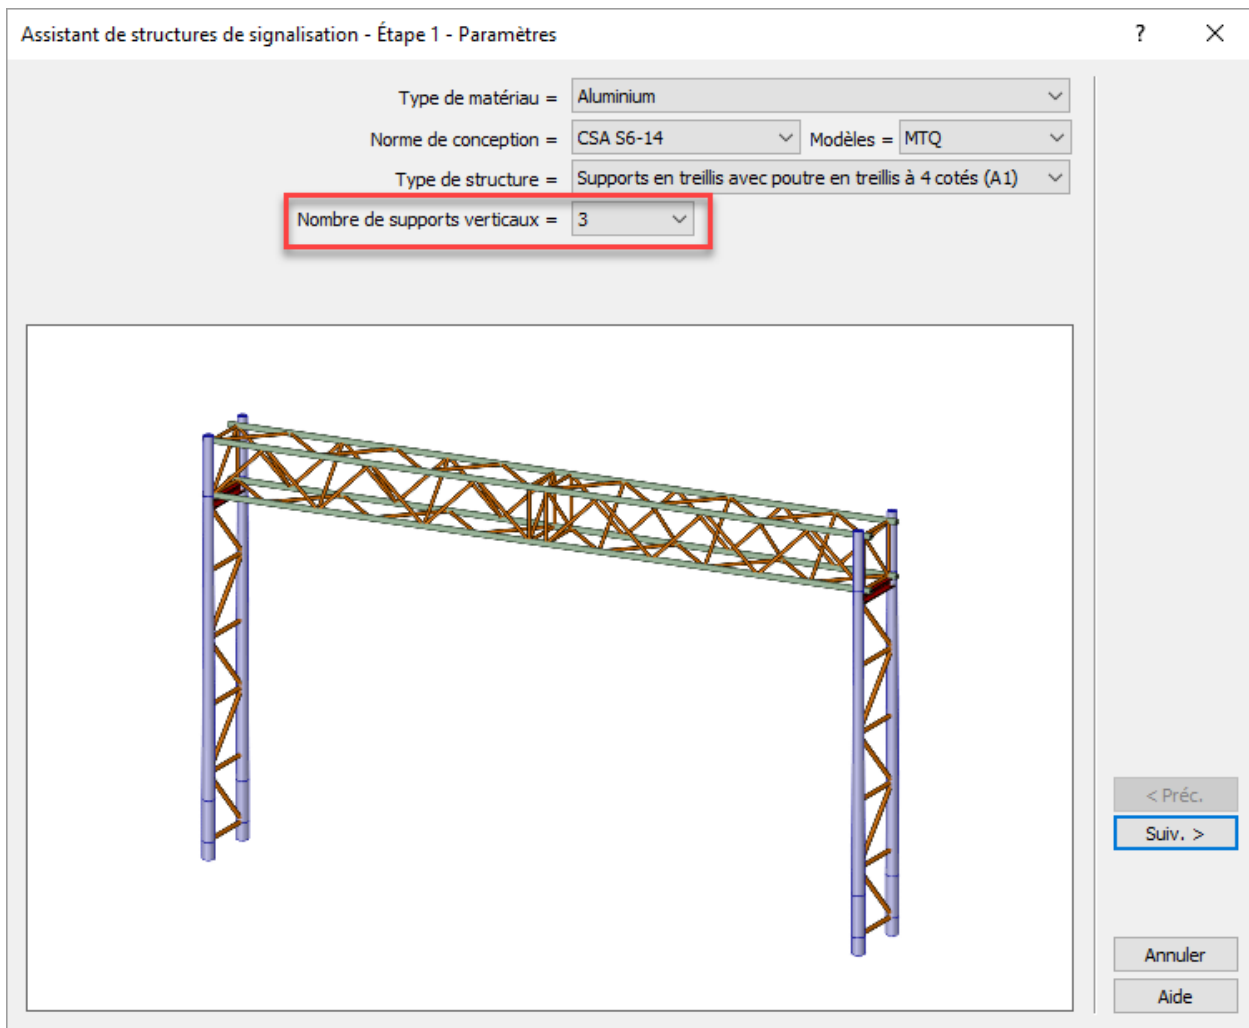 Assistant de structures de signalisation - Étape 1 - Paramètres ?
Type de matériau = Aluminium
Norme de conception = CSA S6-14 Modèles = MTQ
Type de structure = Supports en treillis avec poutre en treillis à 4 cotés (A1)
Nombre de supports verticaux = 3
< Préc.
Suiv. >
Annuler
Aide